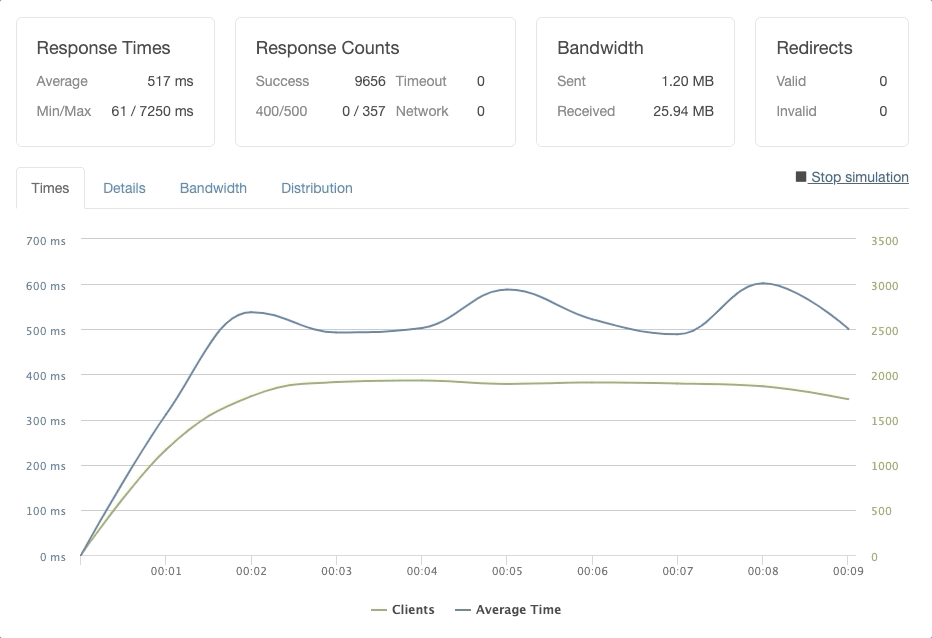 Response Times
Average 517 ms
Min/Max 61 / 7250 ms
Response Counts
Success 9656 Timeout 0
400/500 0 / 357 Network 0
Bandwidth
Sent 1.20 MB
Received 25.94 MB
Redirects
Valid 0
Invalid 0
Times Details Bandwidth Distribution
Stop simulation
700 ms 3500
600 ms 3000
500 ms 2500
400 ms 2000
300 ms 1500
200 ms 1000
100 ms 500
0 ms 0
00:01 00:02 00:03 00:04 00:05 00:06 00:07 00:08 00:09
Clients Average Time